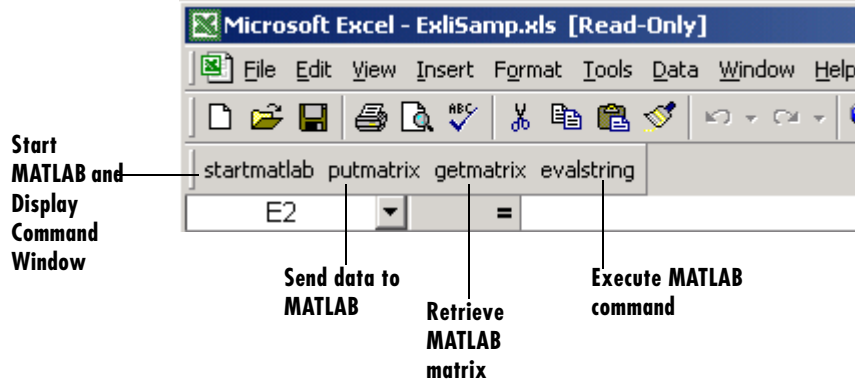 Microsoft Excel - ExliSamp.xls [Read-Only]
File Edit View Insert Format Tools Data Window Help
ABC
startmatlab putmatrix getmatrix evalstring
E2 =
Start
MATLAB and
Display
Command
Window
Send data to
MATLAB
Retrieve
MATLAB
matrix
Execute MATLAB
command